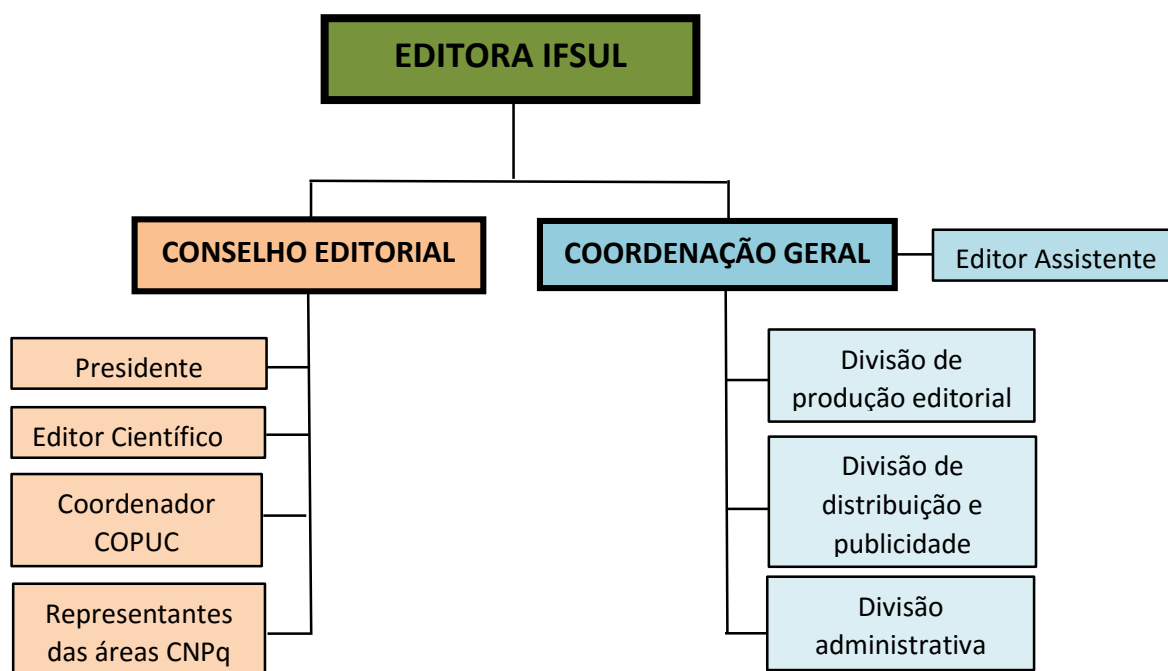 EDITORA IFSUL
CONSELHO EDITORIAL
COORDENAÇÃO GERAL
Editor Assistente
Presidente
Editor Científico
Coordenador
COPUC
Representantes
das áreas CNPq
Divisão de
produção editorial
Divisão de
distribuição e
publicidade
Divisão
administrativa